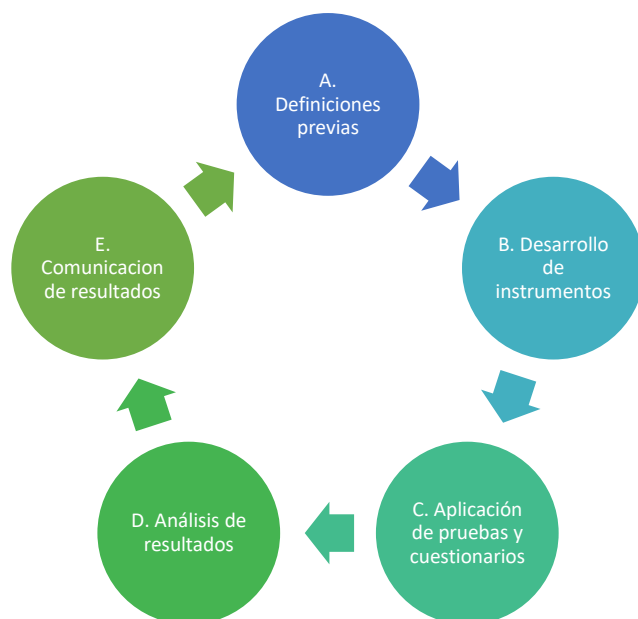 A.
Definiciones
previas
B. Desarrollo
de
instrumentos
C. Aplicación
de pruebas y
cuestionarios
D. Análisis de
resultados
E.
Comunicacion
de resultados